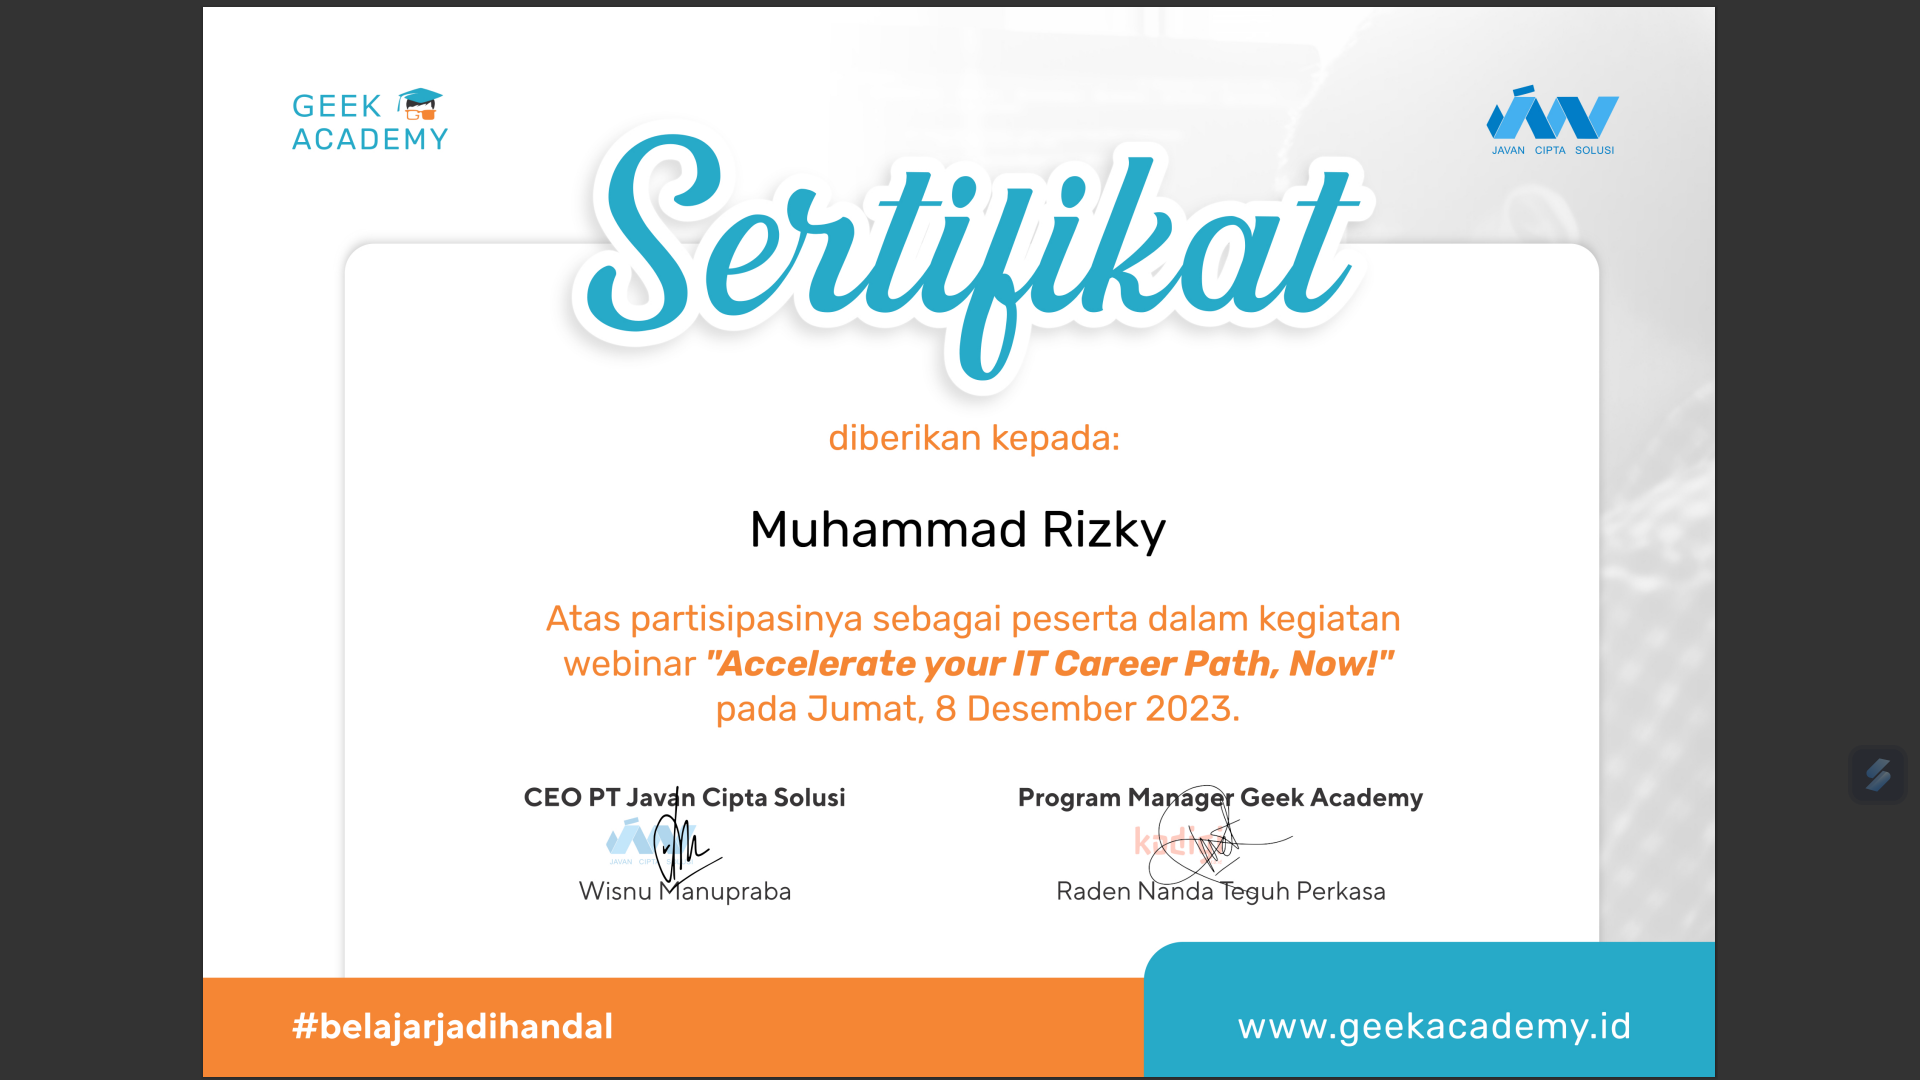 GEEK
ACADEMY
JAVAN CIPTA SOLUSI
Sertifikat
diberikan kepada:
Muhammad Rizky
Atas partisipasinya sebagai peserta dalam kegiatan
webinar "Accelerate your IT Career Path, Now!"
pada Jumat, 8 Desember 2023.
CEO PT Javan Cipta Solusi
Program Manager Geek Academy
JAVAN CIPTA
Wisnu Manupraba
Raden Nanda Teguh Perkasa
#belajarjadihandal
www.geekacademy.id